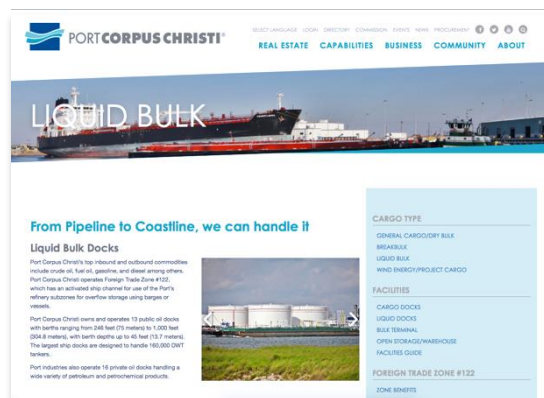 PORTCORPUS CHRISTI®
SELECT LANGUAGE LOGIN DIRECTORY COMMISSION EVENTS NEWS PROCUREMENT
REAL ESTATE CAPABILITIES BUSINESS COMMUNITY ABOUT
LIQUID BULK
From Pipeline to Coastline, we can handle it
Liquid Bulk Docks
Port Corpus Christi's top inbound and outbound commodities
include crude oil, fuel oil, gasoline, and diesel among others.
Port Corpus Christi operates Foreign Trade Zone #122,
which has an activated ship channel for use of the Port's
refinery subzones for overflow storage using barges or
vessels.
Port Corpus Christi owns and operates 13 public oil docks
with berths ranging from 248 feet (75 meters) to 1,000 feet
(304.8 meters), with berth depths up to 45 feet (13.7 meters).
The largest ship docks are designed to handle 160,000 DWT
tankers.
Port industries also operate 16 private oil docks handling a
wide variety of petroleum and petrochemical products.
CARGO TYPE
GENERAL CARGO/DRY BULK
BREAKBULK
LIQUID BULK
WIND ENERGY/PROJECT CARGO
FACILITIES
CARGO DOCKS
LIQUID DOCKS
BULK TERMINAL
OPEN STORAGE/WAREHOUSE
FACILITIES GUIDE
FOREIGN TRADE ZONE #122
ZONE BENEFITS